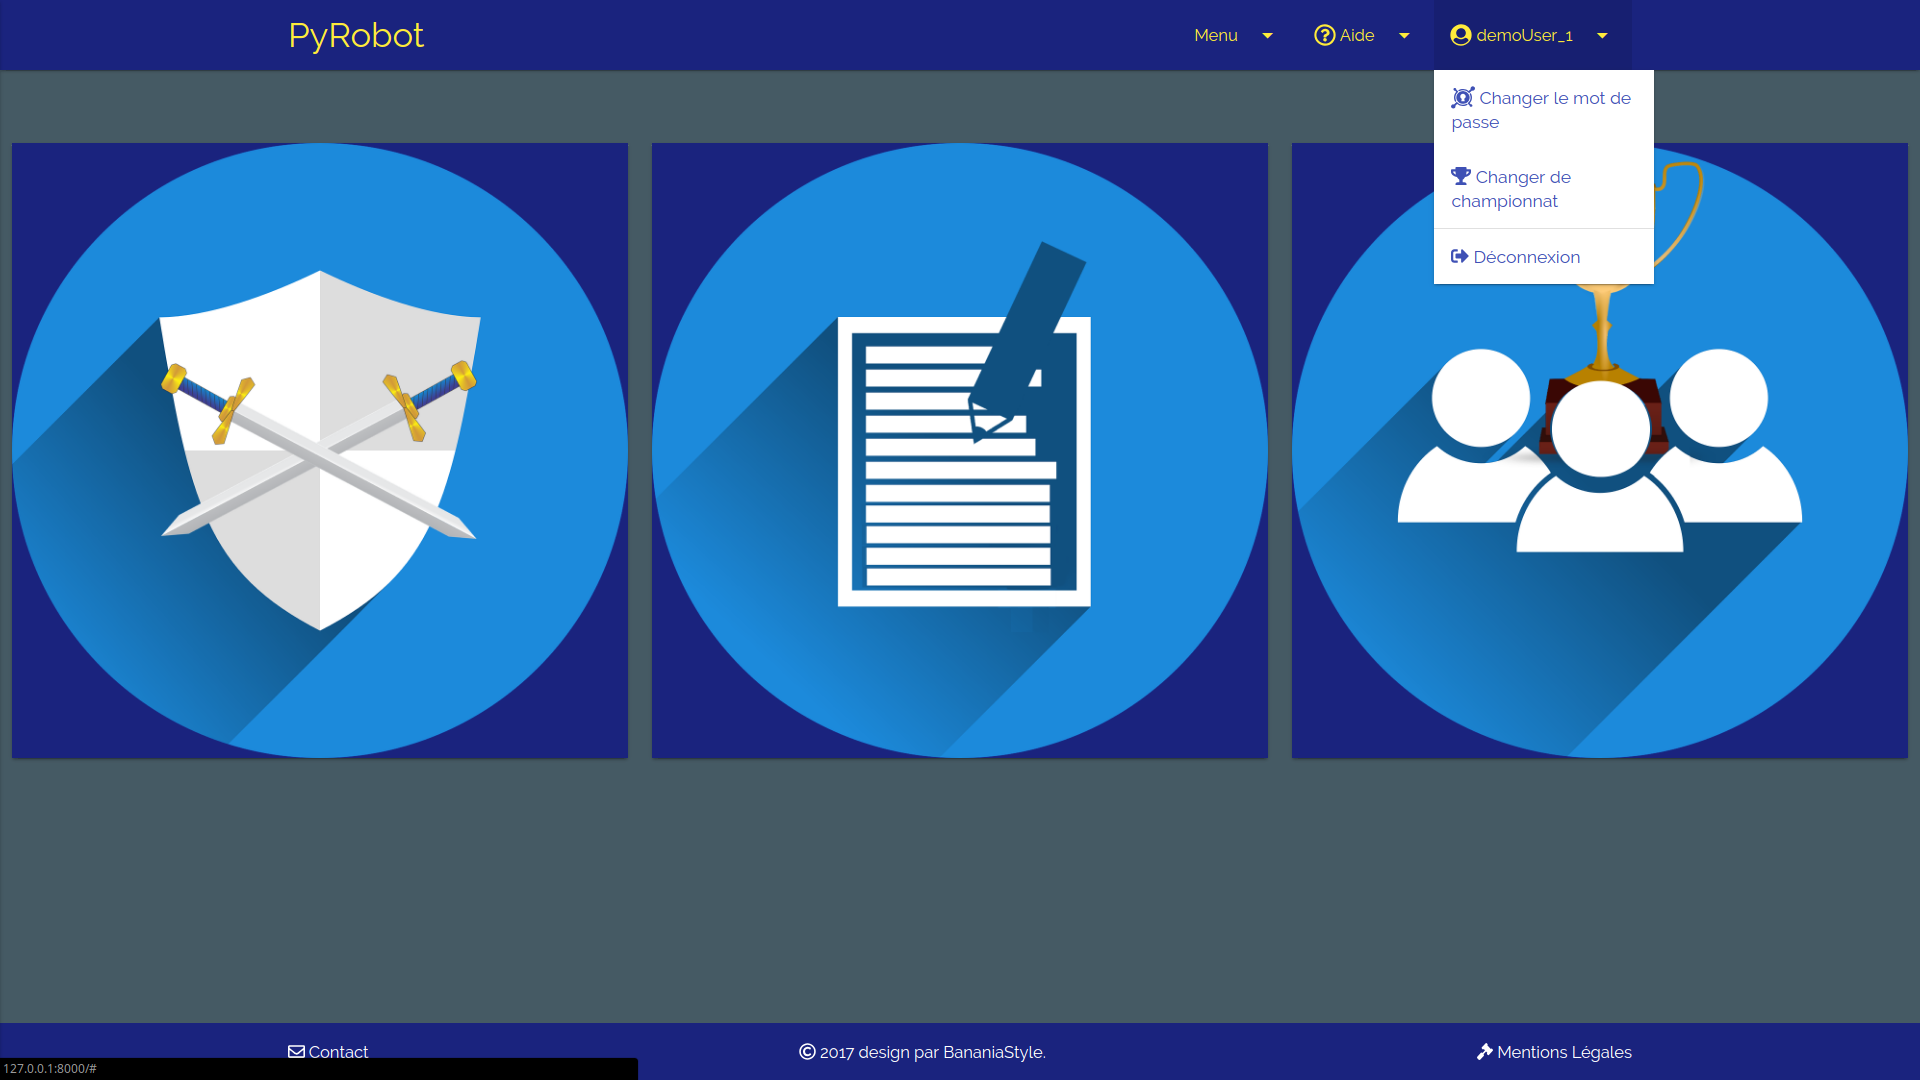 PyRobot
Menu
Aide
demoUser_1
Changer le mot de
passe
Changer de
championnat
Déconnexion
Contact
© 2017 design par BananiaStyle.
Mentions Légales
127.0.0.1:8000/#